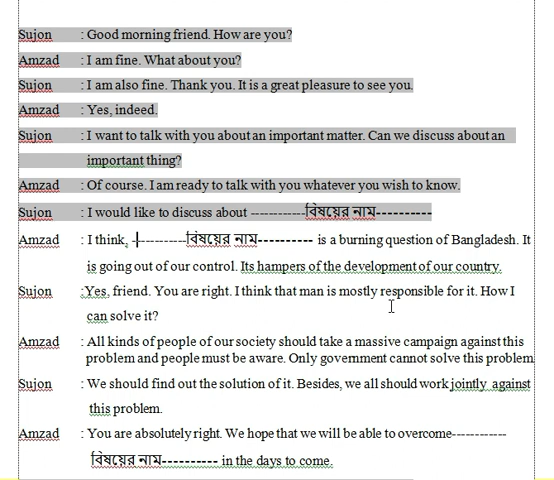 Sujon : Good morning friend. How are you?
Amzad : I am fine. What about you?
Sujon : I am also fine. Thank you. It is a great pleasure to see you.
Amzad : Yes, indeed.
Sujon : I want to talk with you about an important matter. Can we discuss about an
important thing?
Amzad : Of course. I am ready to talk with you whatever you wish to know.
Sujon : I would like to discuss about -----------বিষয়ের নাম-----------
Amzad : I think, -----------বিষয়ের নাম---------- is a burning question of Bangladesh. It
is going out of our control. Its hampers of the development of our country.
Sujon :Yes, friend. You are right. I think that man is mostly responsible for it. How I
can solve it?
Amzad : All kinds of people of our society should take a massive campaign against this
problem and people must be aware. Only government cannot solve this problem
Sujon : We should find out the solution of it. Besides, we all should work jointly against
this problem.
Amzad : You are absolutely right. We hope that we will be able to overcome-----------
বিষয়ের নাম---------- in the days to come.